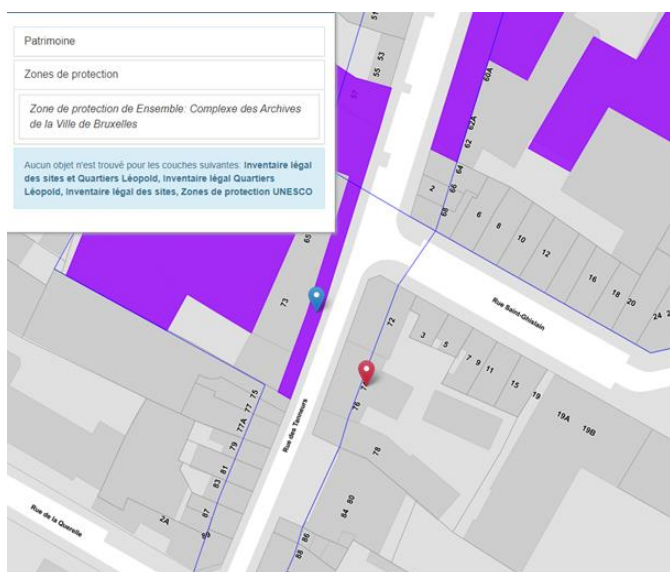 Patrimoine
Zones de protection
Zone de protection de Ensemble: Complexe des Archives
de la Ville de Bruxelles
Aucun objet n'est trouvé pour les couches suivantes: Inventaire légal
des sites et Quartiers Léopold, Inventaire légal Quartiers
Léopold, Inventaire légal des sites, Zones de protection UNESCO
51
53
55
57
60A
62A
62
64
66
68
2
6
8
10
12
16
18
20
24
65
73
72
Rue Saint-Ghislain
3
5
7
9
11
15
19
19A
19B
76
78
Rue des Tanneurs
75
77
77A
79
81
83
87
89
2A
80
84
86
88
Rue de la Querelle